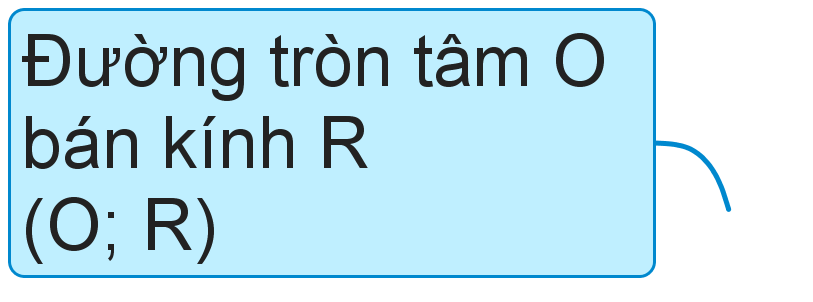 Đường tròn tâm O
bán kính R
(O; R)